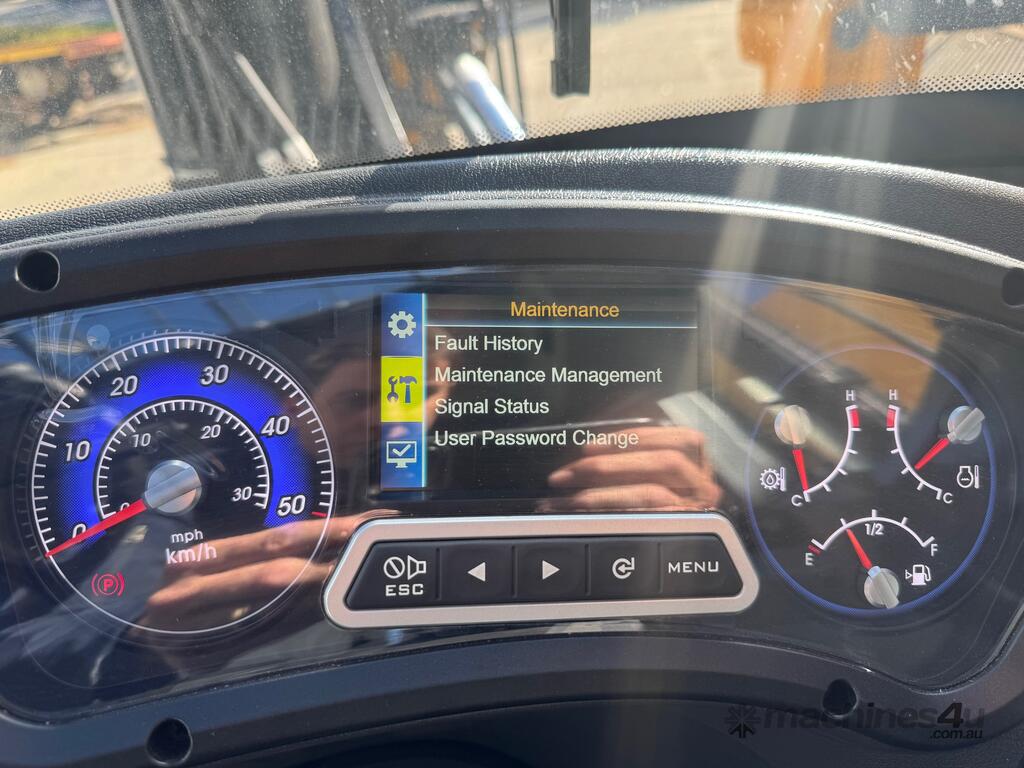 Maintenance
Fault History
Maintenance Management
Signal Status
User Password Change
0 10 20 30 40 50
0 10 20 30
mph
km/h
P
ESC
MENU
H H
C C
E 1/2 F
machines4u
.com.au